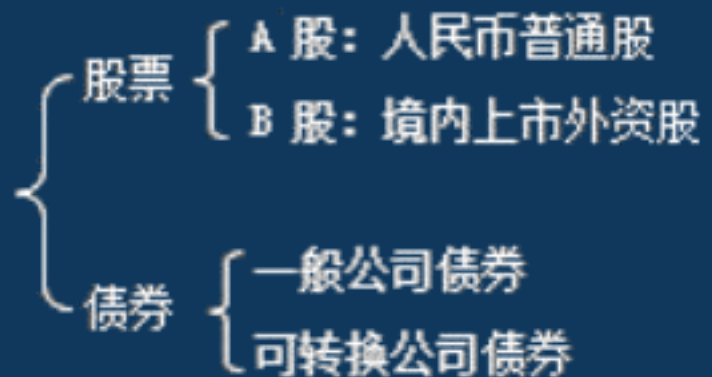 股票
A 股：人民币普通股
B 股：境内上市外资股
债券
一般公司债券
可转换公司债券